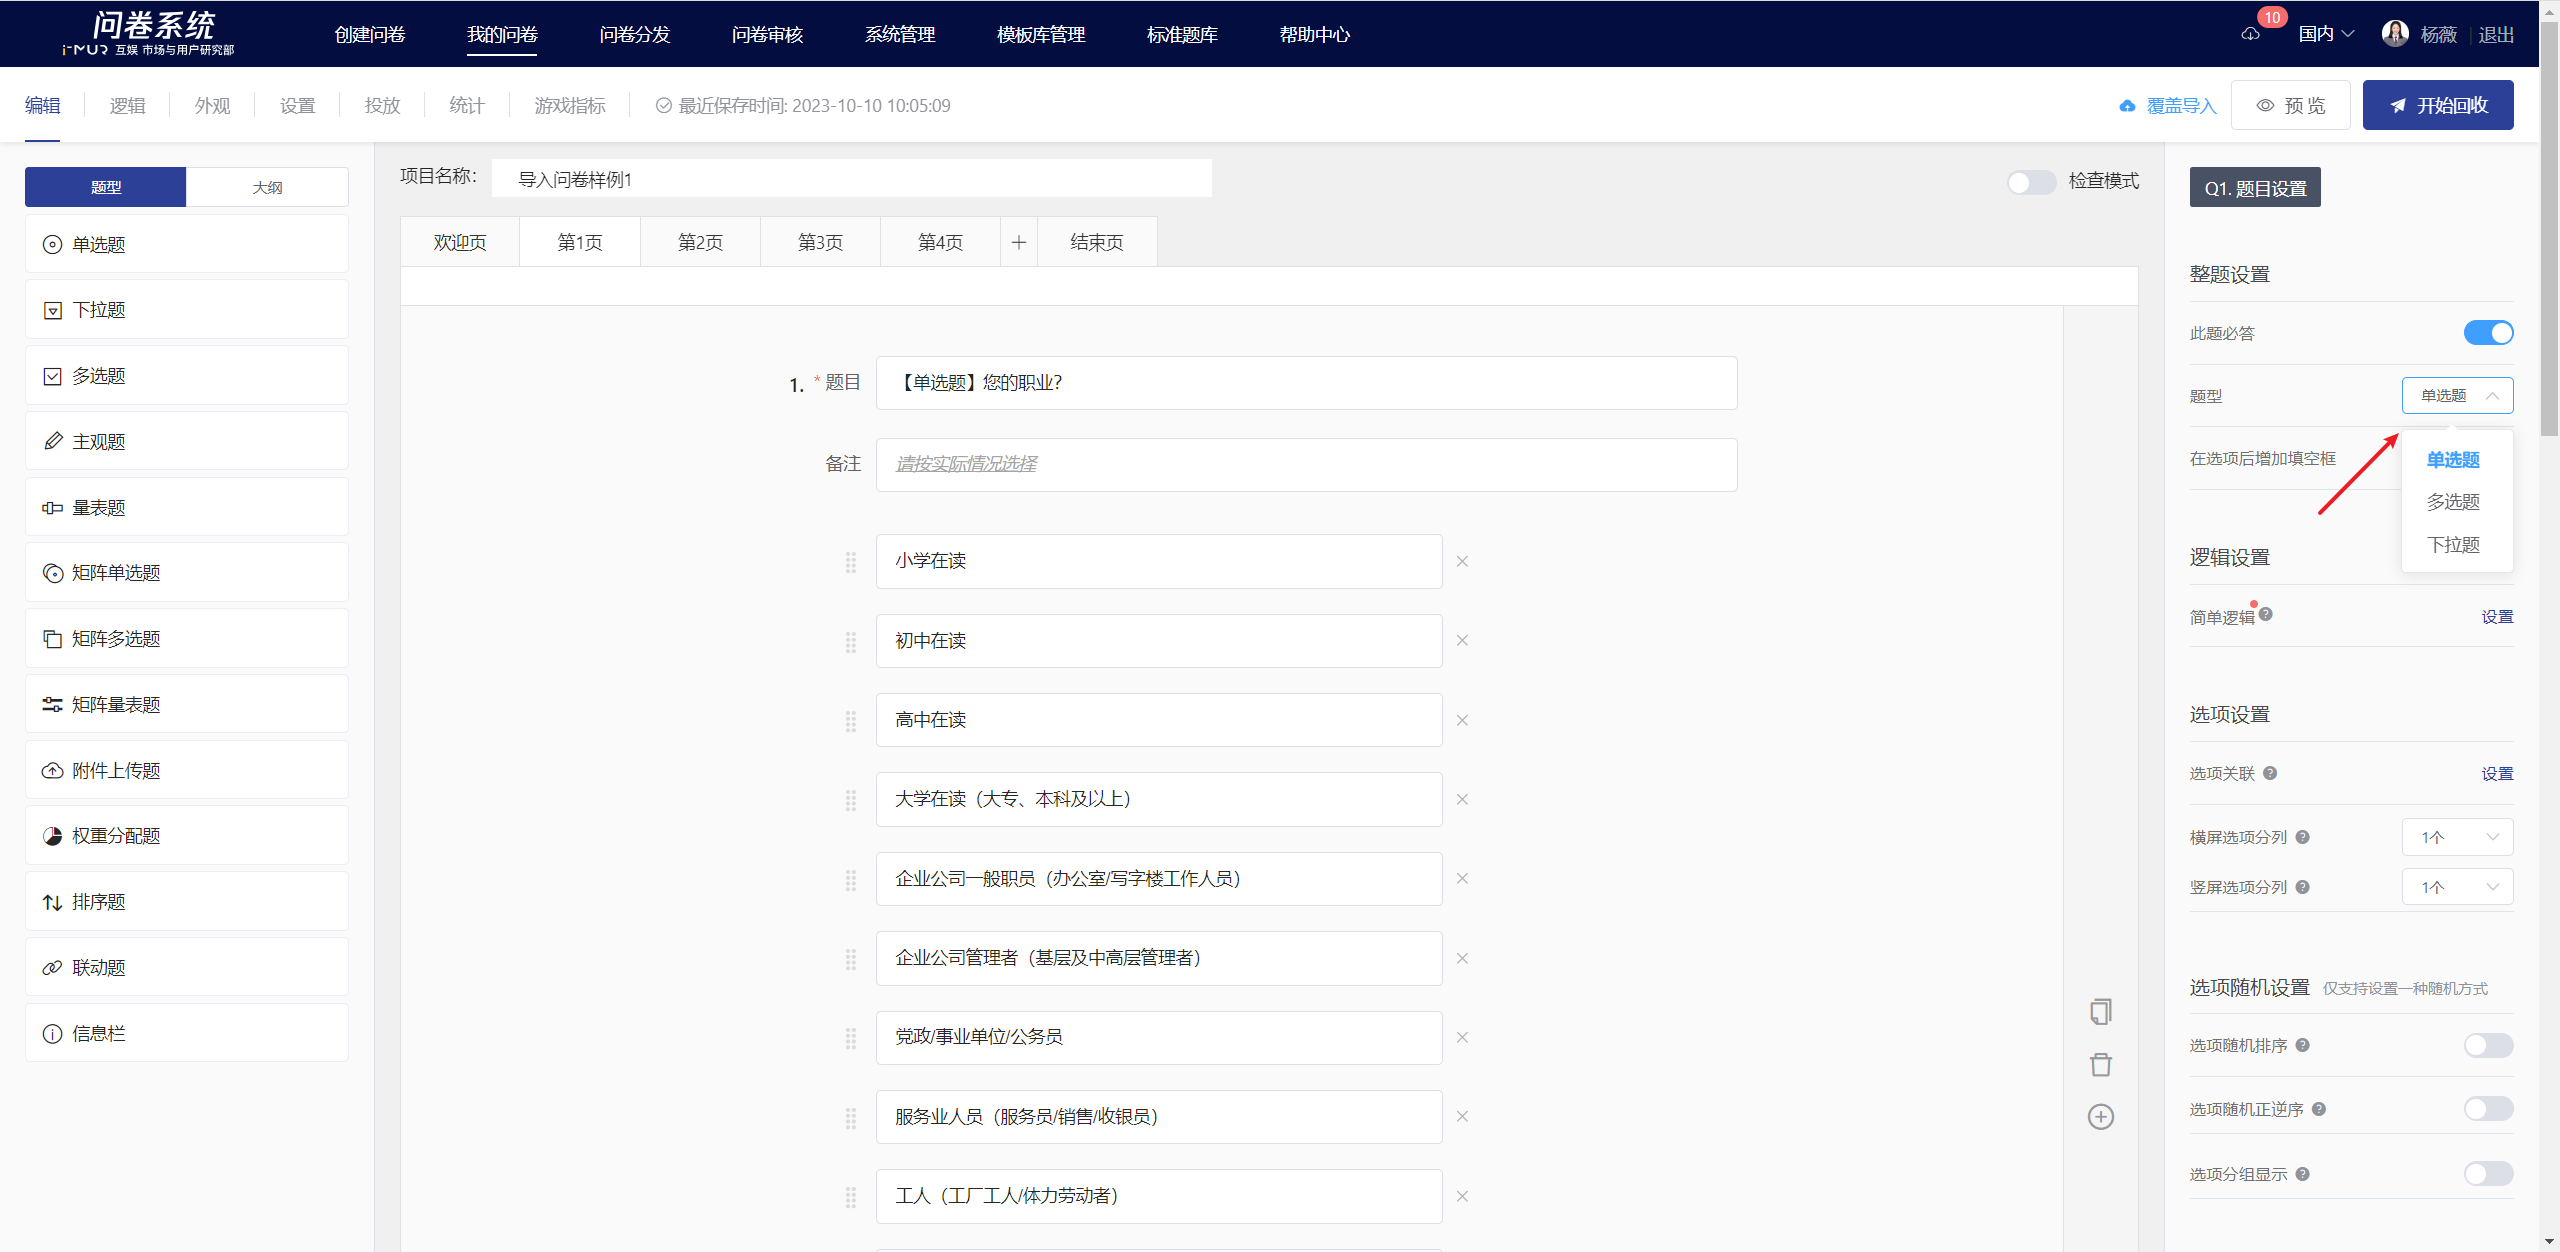 问卷系统
i-MUR 互娱 市场与用户研究部
创建问卷
我的问卷
问卷分发
问卷审核
系统管理
模板库管理
标准题库
帮助中心
10
国内
杨薇
退出
编辑
逻辑
外观
设置
投放
统计
游戏指标
最近保存时间: 2023-10-10 10:05:09
覆盖导入
预 览
开始回收
题型
大纲
单选题
下拉题
多选题
主观题
量表题
矩阵单选题
矩阵多选题
矩阵量表题
附件上传题
权重分配题
排序题
联动题
信息栏
项目名称:
导入问卷样例1
检查模式
欢迎页
第1页
第2页
第3页
第4页
结束页
1. * 题目
【单选题】您的职业?
备注
请按实际情况选择
小学在读
初中在读
高中在读
大学在读（大专、本科及以上）
企业公司一般职员（办公室/写字楼工作人员）
企业公司管理者（基层及中高层管理者）
党政/事业单位/公务员
服务业人员（服务员/销售/收银员）
工人（工厂工人/体力劳动者）
Q1. 题目设置
整题设置
此题必答
题型
单选题
在选项后增加填空框
单选题
多选题
下拉题
逻辑设置
简单逻辑
设置
选项设置
选项关联
设置
横屏选项分列
1个
竖屏选项分列
1个
选项随机设置 仅支持设置一种随机方式
选项随机排序
选项随机正逆序
选项分组显示